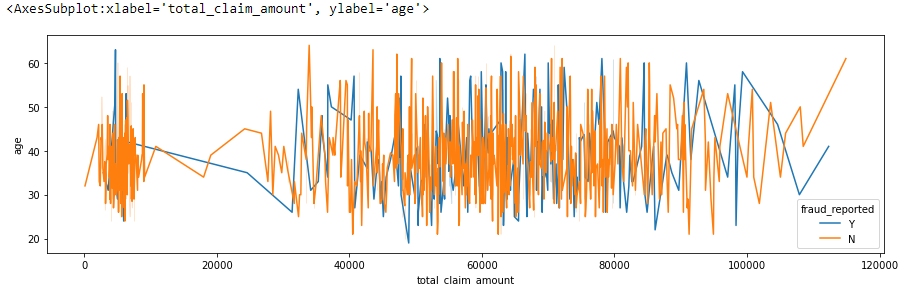 <AxesSubplot:xlabel='total_claim_amount', ylabel='age'>
60
50
40
30
20
age
0 20000 40000 60000 80000 100000 120000
total_claim_amount
fraud_reported
Y
N